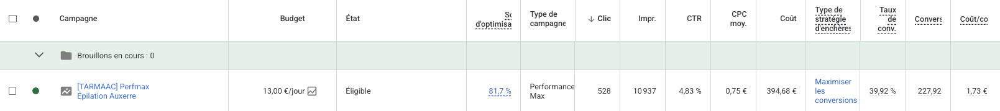 Campagne
Budget
État
d'optimisa
Type de
campagne
Clic
Impr.
CTR
CPC
moy.
Coût
Type de
stratégie
d'enchères
Taux
de
conv.
Convers
Coût/co
Brouillons en cours : 0
[TARMAAC] Perfmax
Épilation Auxerre
13,00 €/jour
Éligible
81,7 %
Performance
Max
528
10 937
4,83 %
0,75 €
394,68 €
Maximiser
les
conversions
39,92 %
227,92
1,73 €